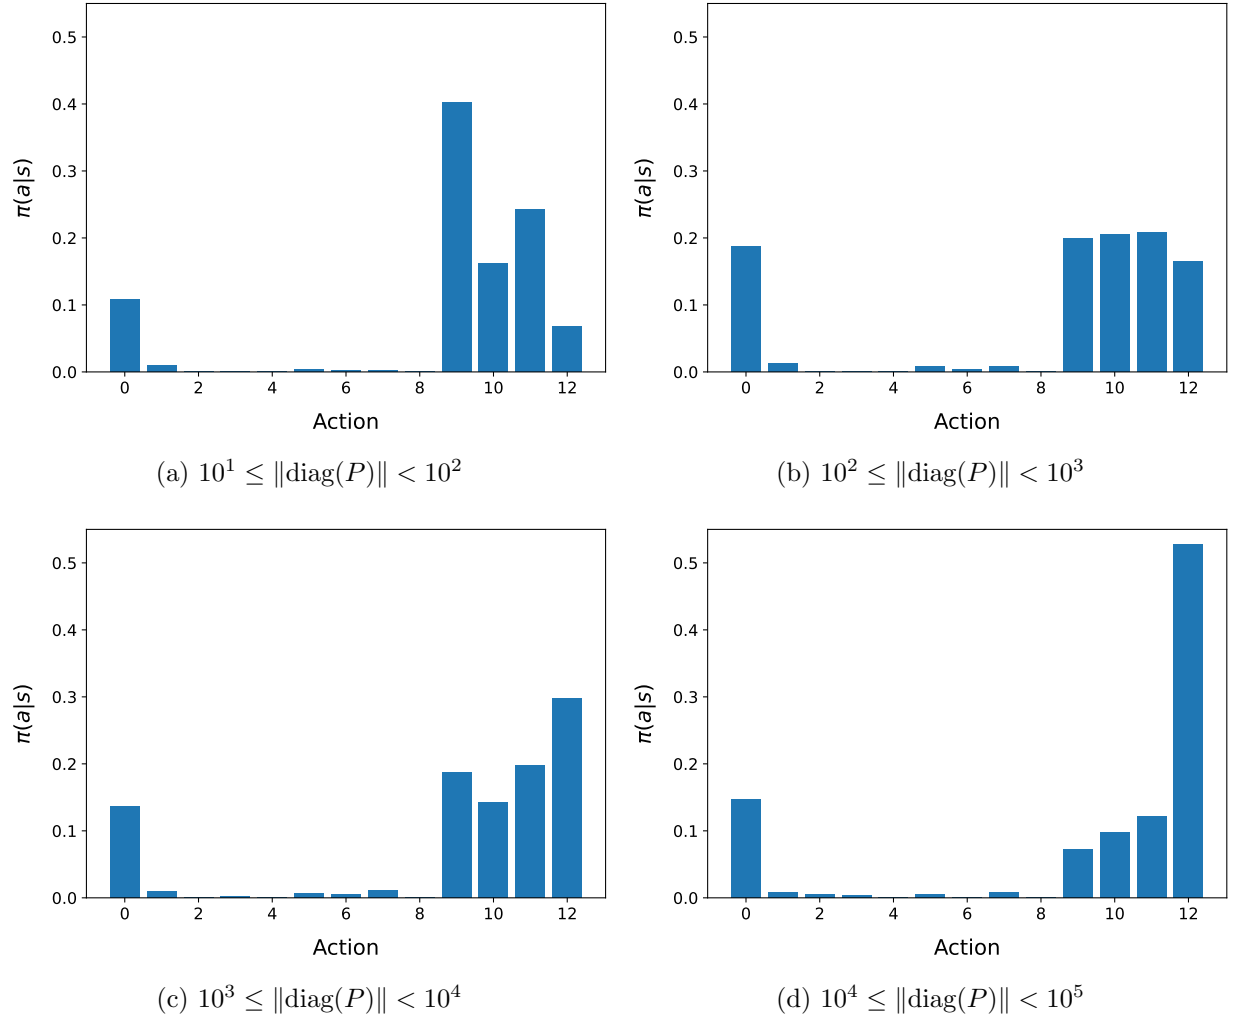 0.5
0.4
0.3
0.2
0.1
0.0
π(a|s)
0 2 4 6 8 10 12
Action
(a) 10¹ ≤ ‖diag(P)‖ < 10²
0.5
0.4
0.3
0.2
0.1
0.0
π(a|s)
0 2 4 6 8 10 12
Action
(b) 10² ≤ ‖diag(P)‖ < 10³
0.5
0.4
0.3
0.2
0.1
0.0
π(a|s)
0 2 4 6 8 10 12
Action
(c) 10³ ≤ ‖diag(P)‖ < 10⁴
0.5
0.4
0.3
0.2
0.1
0.0
π(a|s)
0 2 4 6 8 10 12
Action
(d) 10⁴ ≤ ‖diag(P)‖ < 10⁵